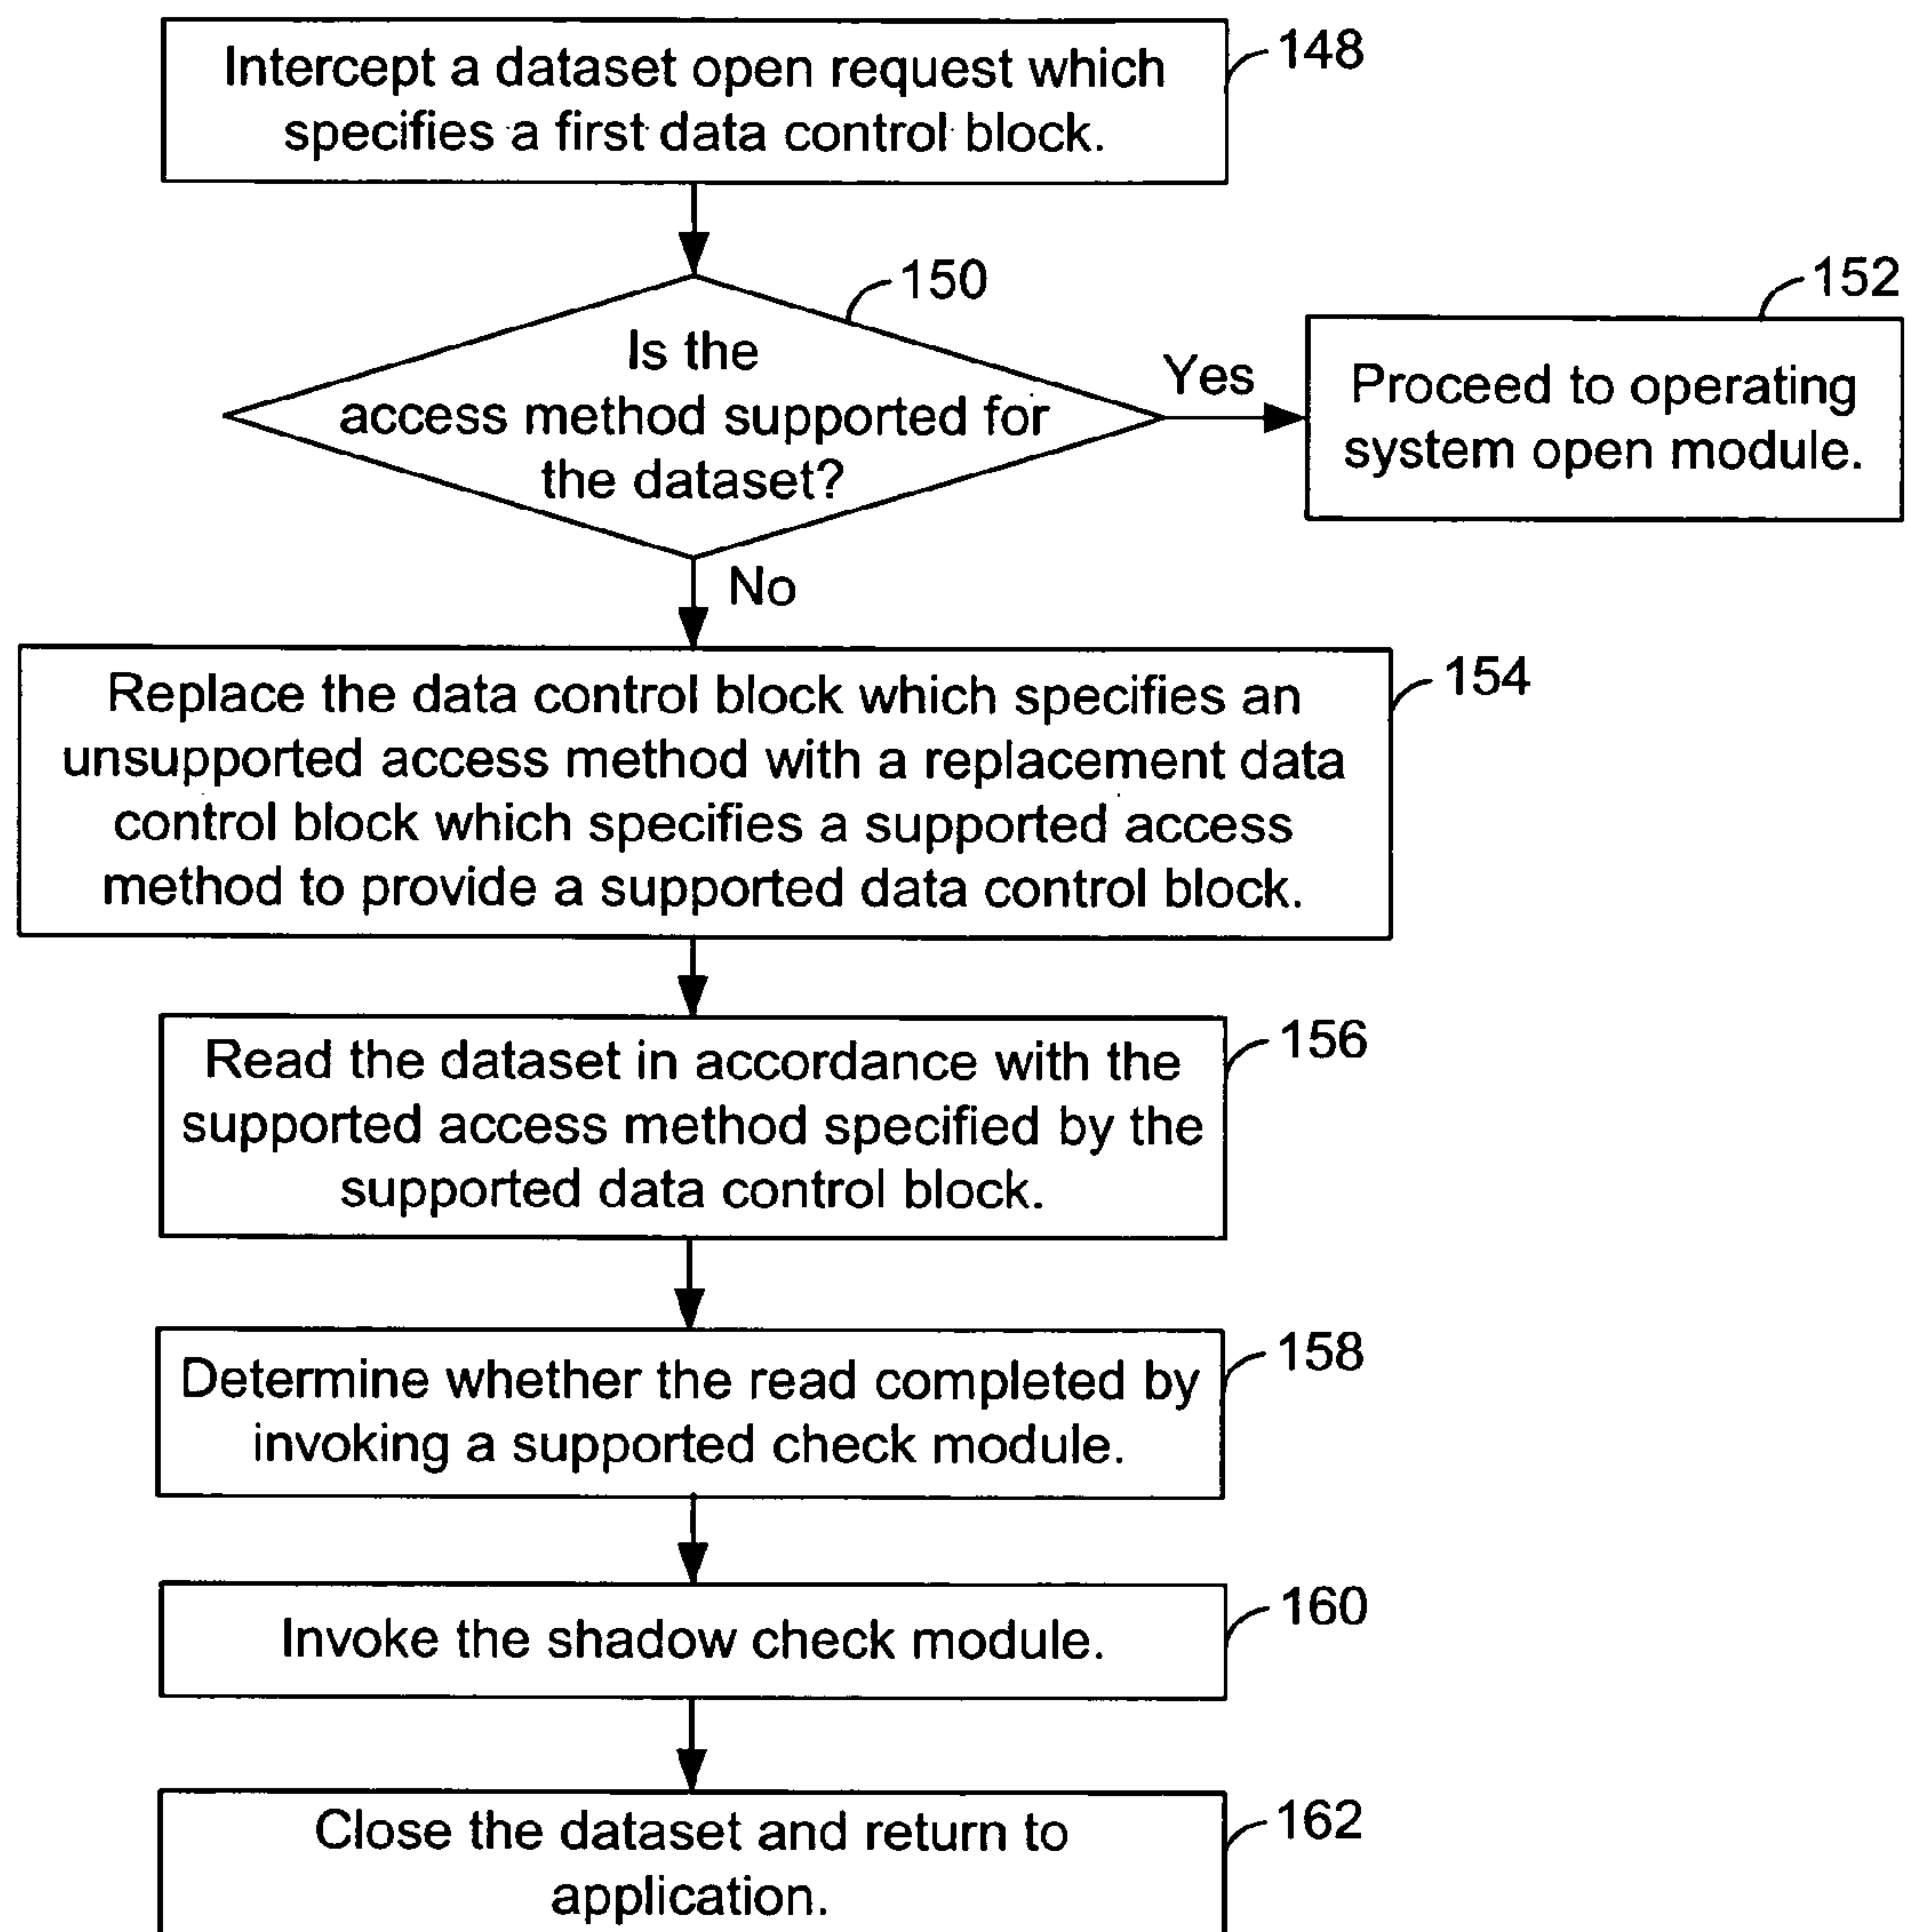 Intercept a dataset open request which
specifies a first data control block.
148
150
Is the
access method supported for
the dataset?
Yes
152
Proceed to operating
system open module.
No
154
Replace the data control block which specifies an
unsupported access method with a replacement data
control block which specifies a supported access
method to provide a supported data control block.
156
Read the dataset in accordance with the
supported access method specified by the
supported data control block.
158
Determine whether the read completed by
invoking a supported check module.
160
Invoke the shadow check module.
162
Close the dataset and return to
application.